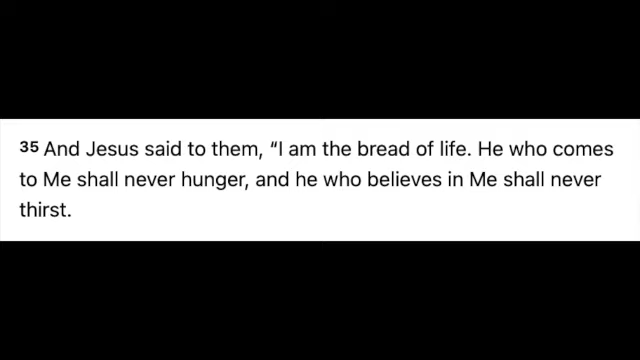 35 And Jesus said to them, “I am the bread of life. He who comes
to Me shall never hunger, and he who believes in Me shall never
thirst.